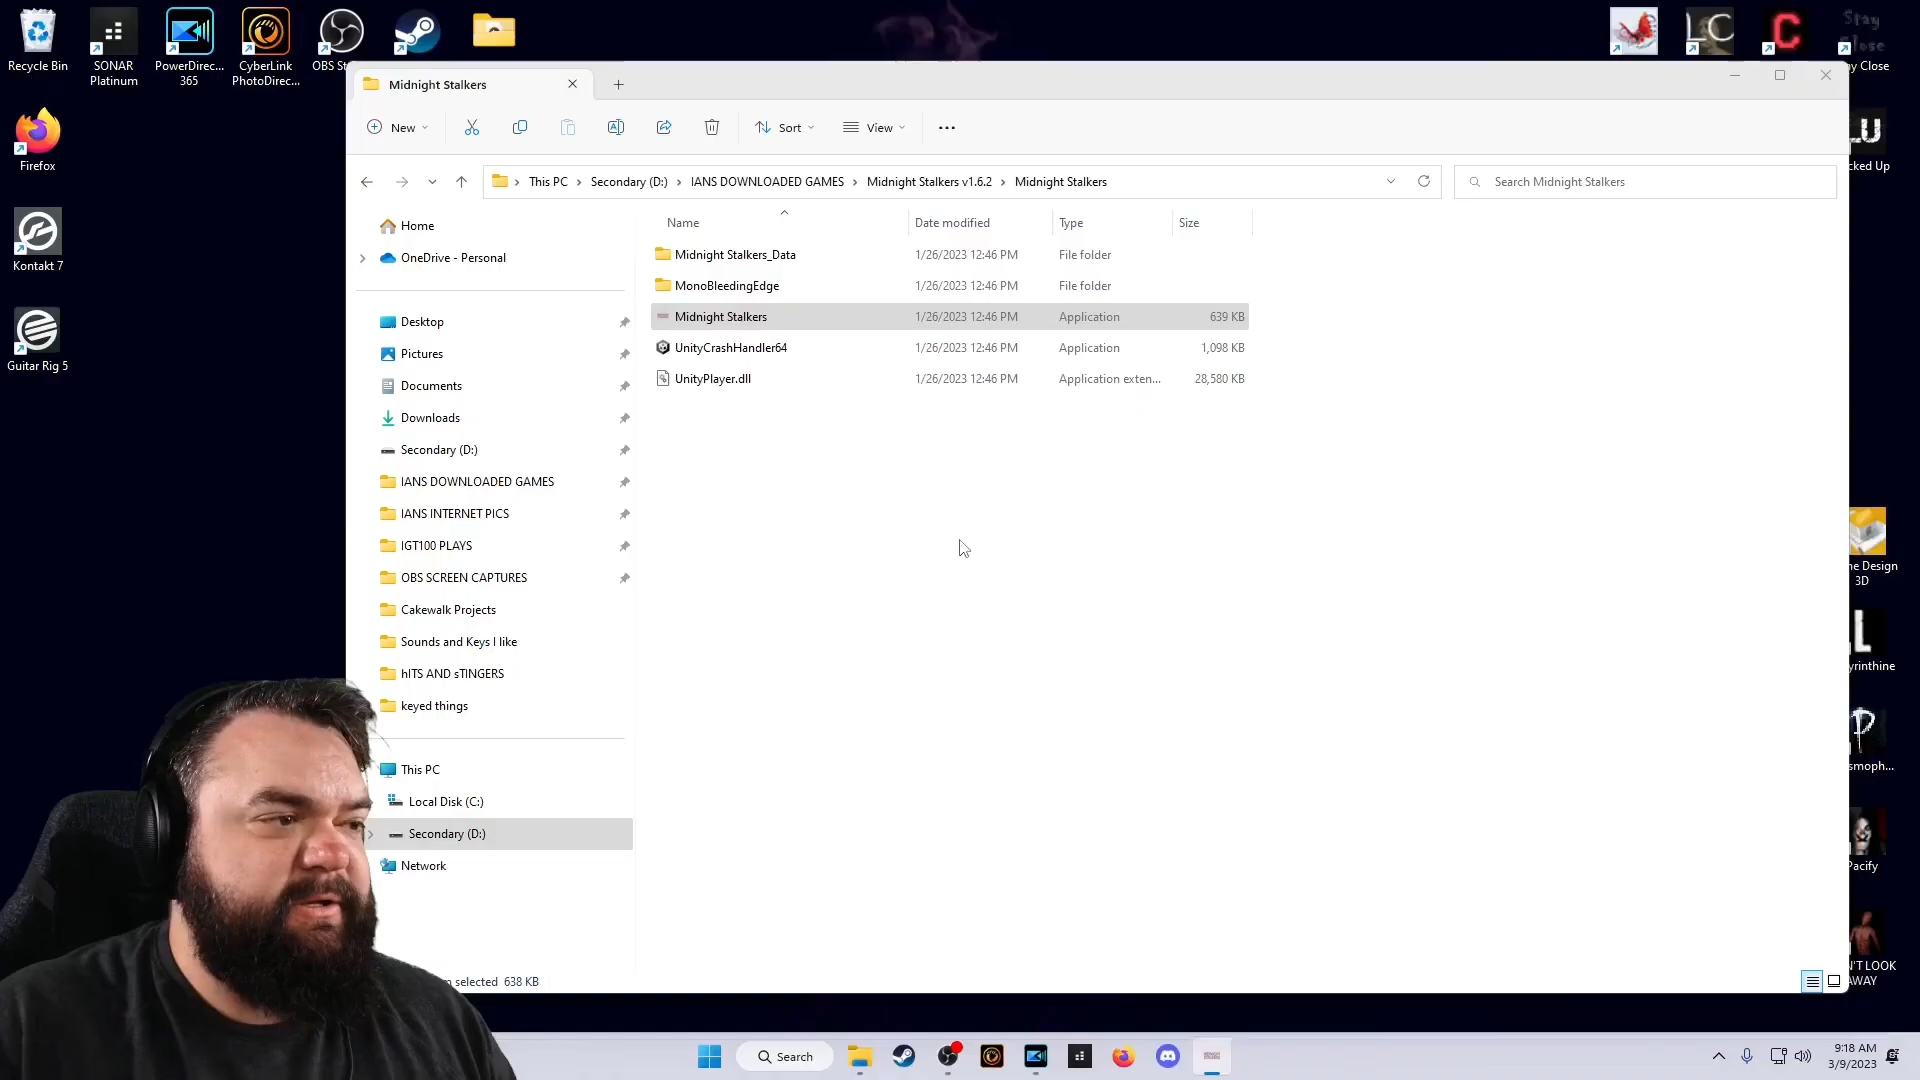 Recycle Bin
SONAR
Platinum
PowerDirec...
365
CyberLink
PhotoDirec...
OBS St
Firefox
Kontakt 7
Guitar Rig 5
LC
C
Stay
Close
y Close
LU
cked Up
ne Design
3D
L
yrinthine
P
smoph...
Pacify
N'T LOOK
AWAY
Midnight Stalkers
New
Sort
View
This PC
Secondary (D:)
IANS DOWNLOADED GAMES
Midnight Stalkers v1.6.2
Midnight Stalkers
Search Midnight Stalkers
Home
OneDrive - Personal
Desktop
Pictures
Documents
Downloads
Secondary (D:)
IANS DOWNLOADED GAMES
IANS INTERNET PICS
IGT100 PLAYS
OBS SCREEN CAPTURES
Cakewalk Projects
Sounds and Keys I like
hITS AND sTINGERS
keyed things
This PC
Local Disk (C:)
Secondary (D:)
Network
Name Date modified Type Size
Midnight Stalkers_Data 1/26/2023 12:46 PM File folder
MonoBleedingEdge 1/26/2023 12:46 PM File folder
Midnight Stalkers 1/26/2023 12:46 PM Application 639 KB
UnityCrashHandler64 1/26/2023 12:46 PM Application 1,098 KB
UnityPlayer.dll 1/26/2023 12:46 PM Application exten... 28,580 KB
selected 638 KB
Search
9:18 AM
3/9/2023